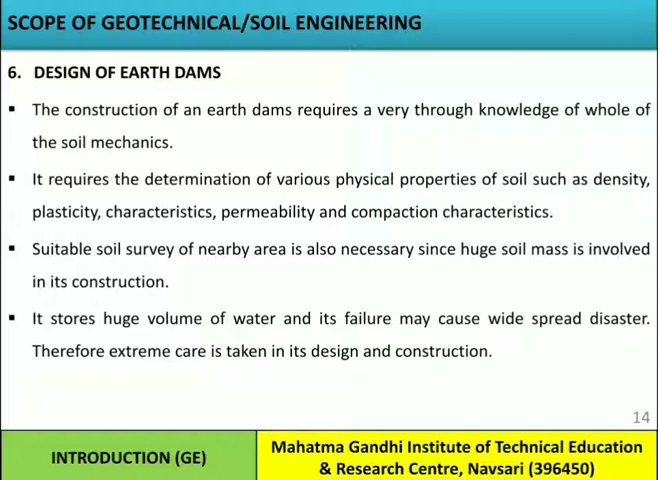 SCOPE OF GEOTECHNICAL/SOIL ENGINEERING
6. DESIGN OF EARTH DAMS
▪ The construction of an earth dams requires a very through knowledge of whole of
the soil mechanics.
▪ It requires the determination of various physical properties of soil such as density,
plasticity, characteristics, permeability and compaction characteristics.
▪ Suitable soil survey of nearby area is also necessary since huge soil mass is involved
in its construction.
▪ It stores huge volume of water and its failure may cause wide spread disaster.
Therefore extreme care is taken in its design and construction.
14
INTRODUCTION (GE)
Mahatma Gandhi Institute of Technical Education
& Research Centre, Navsari (396450)